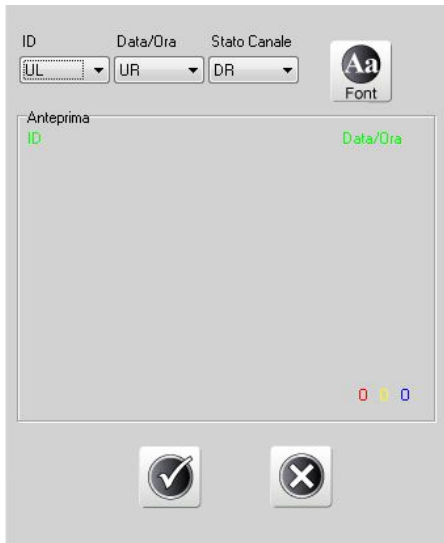 ID Data/Ora Stato Canale
UL UR DR
Aa
Font
Anteprima
ID Data/Ora
0 0 0